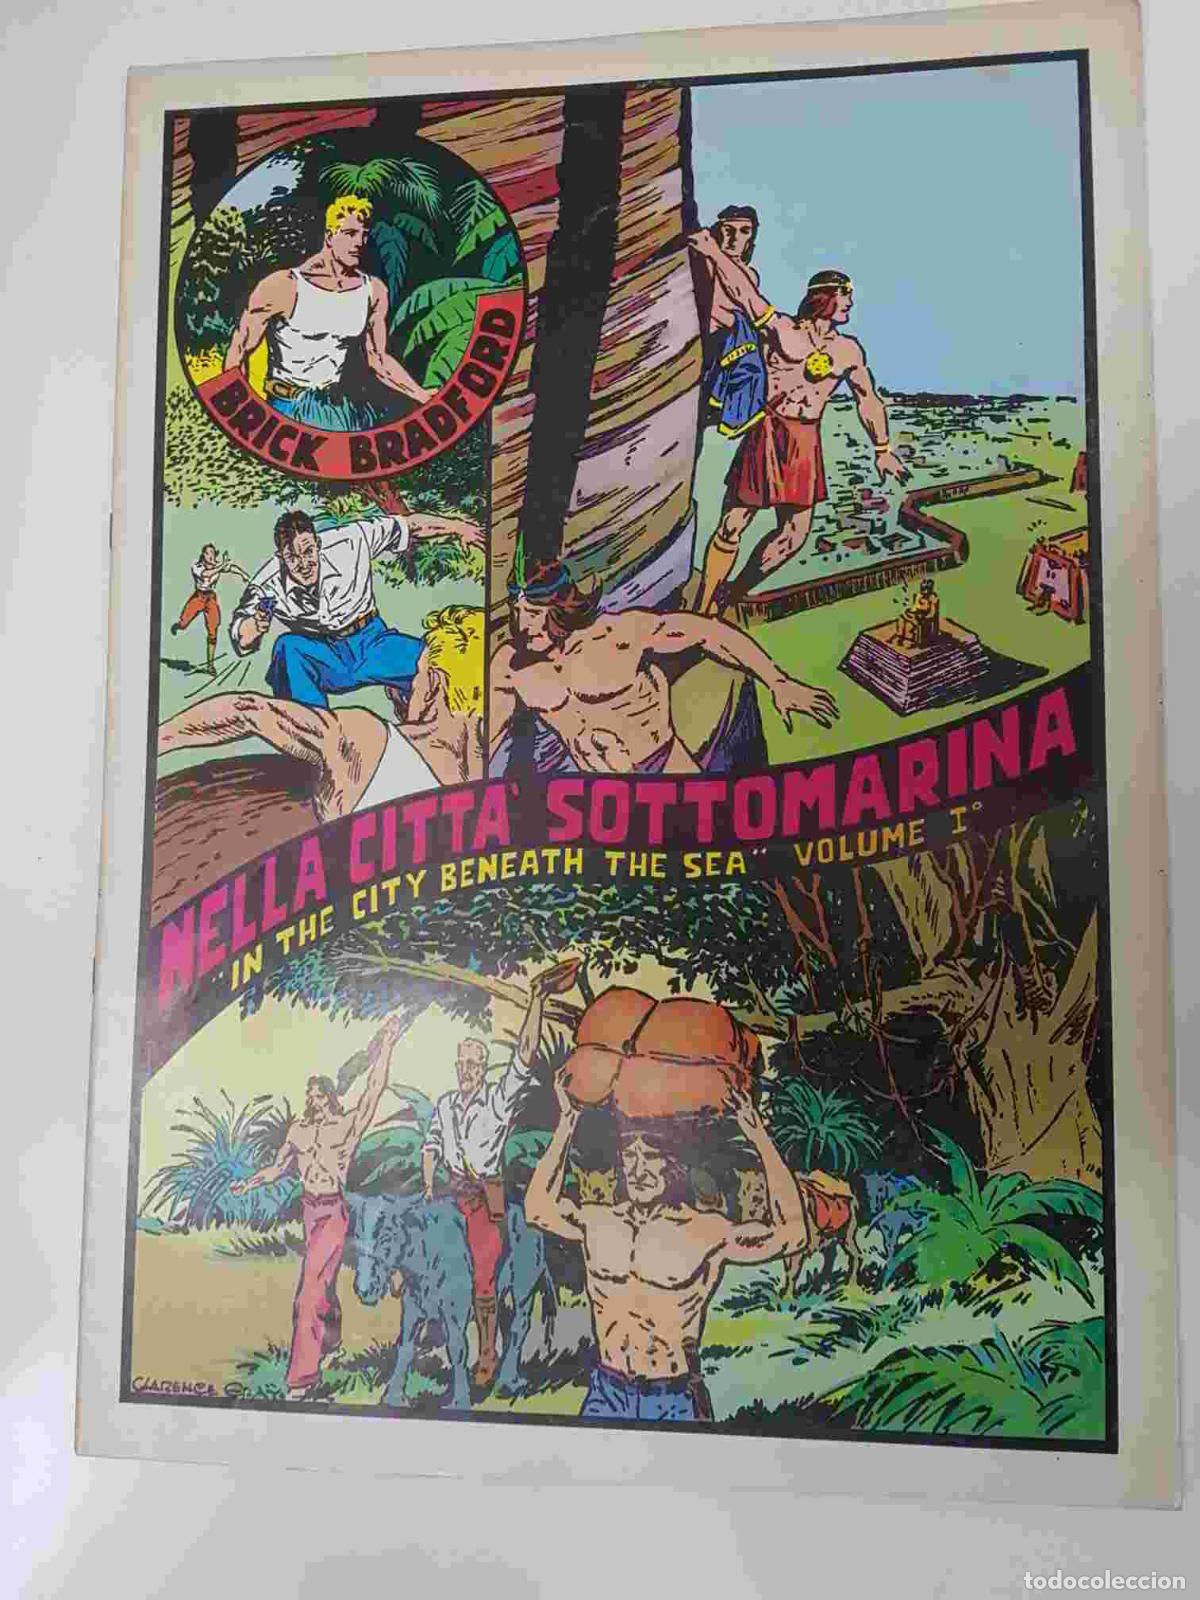 BRICK BRADFORD
NELLA CITTA' SOTTOMARINA
"IN THE CITY BENEATH THE SEA" VOLUME I°
CLARENCE GRAY
todocoleccion